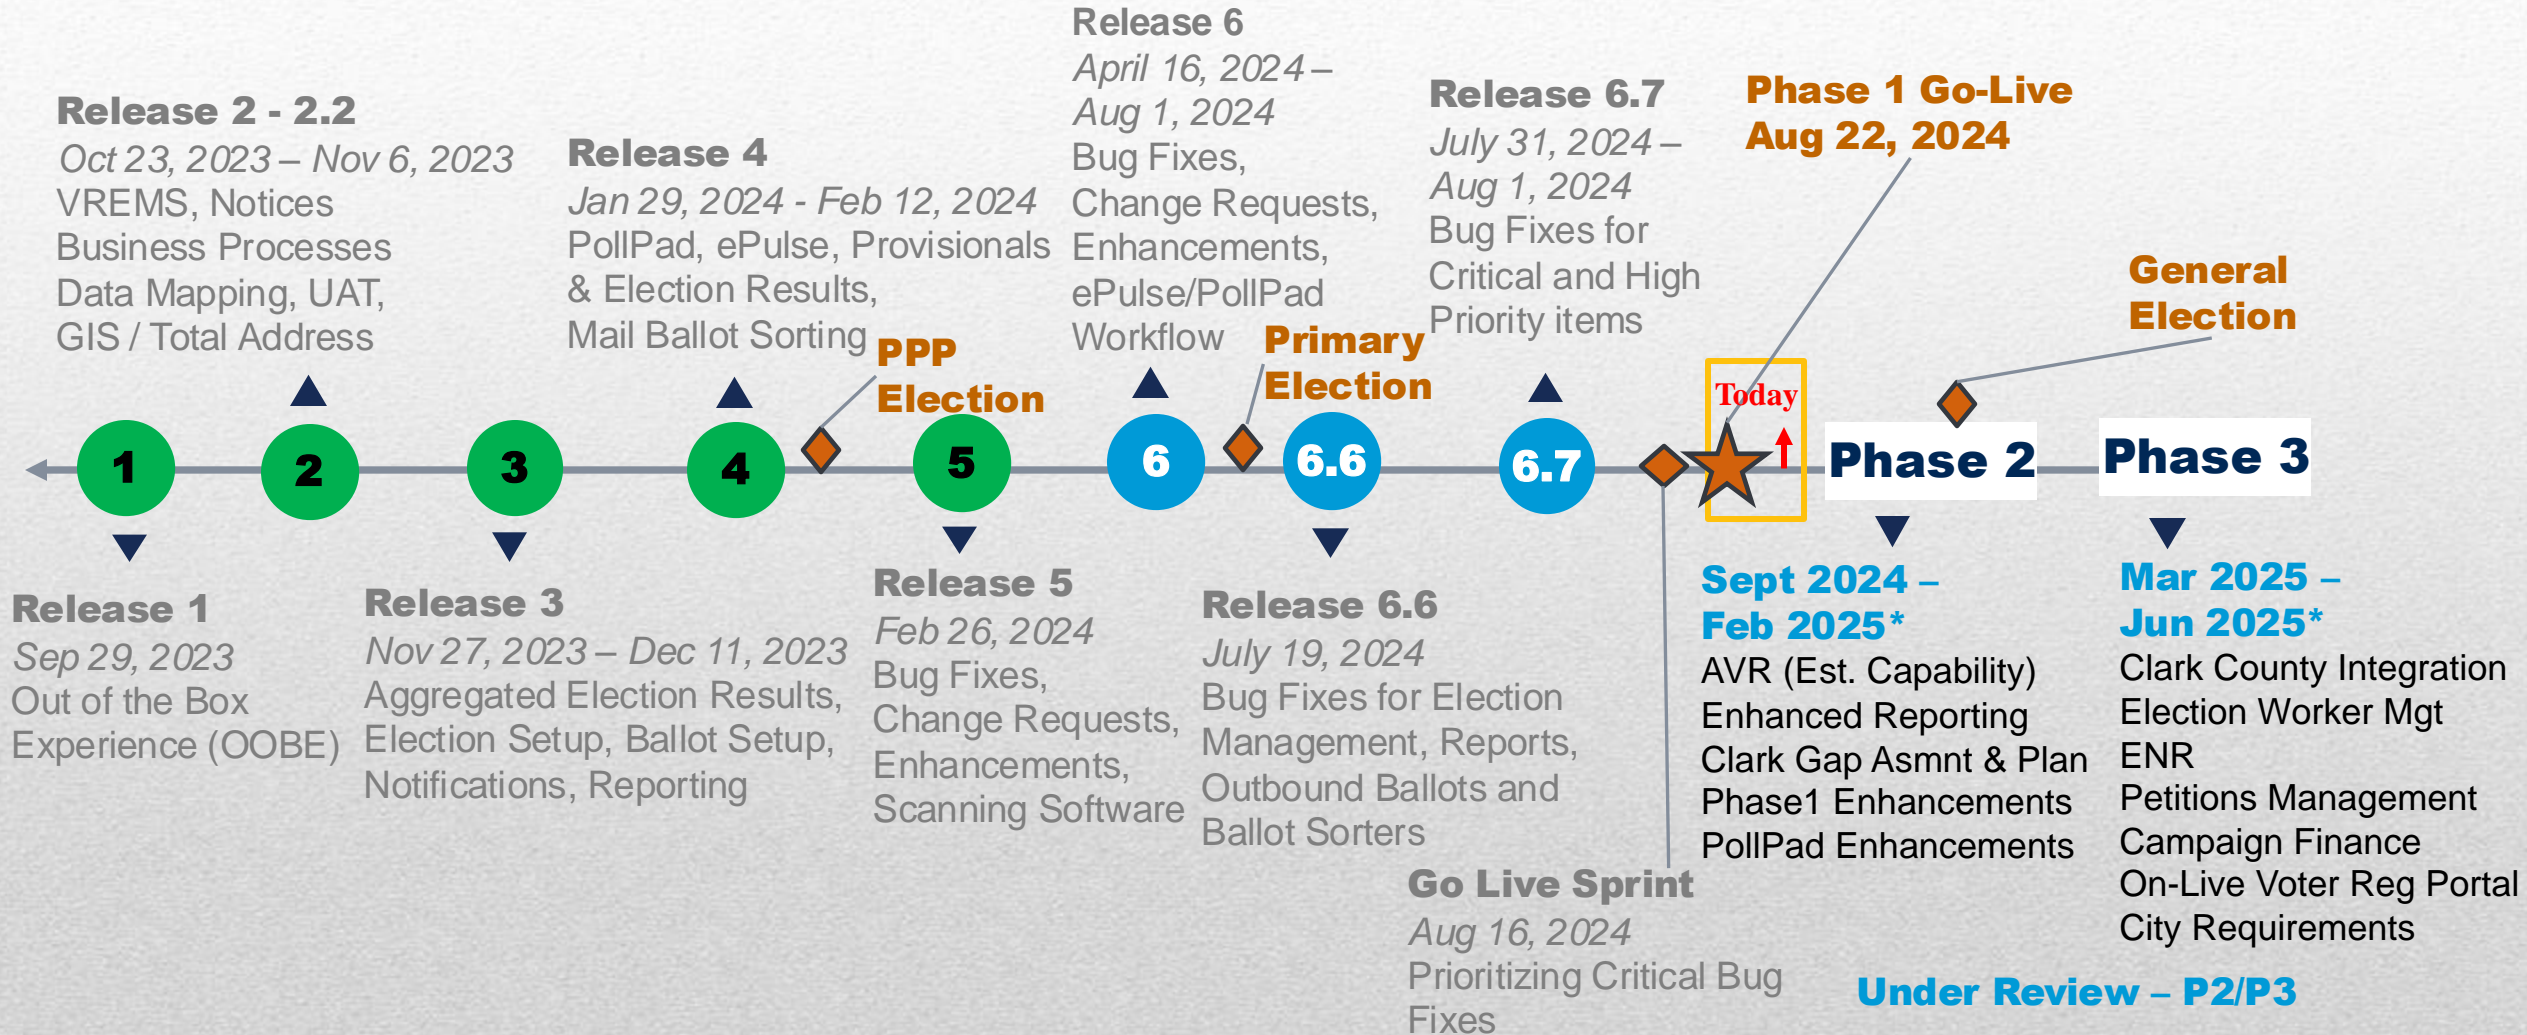 Release 2 - 2.2
Oct 23, 2023 – Nov 6, 2023
VREMS, Notices
Business Processes
Data Mapping, UAT,
GIS / Total Address
Release 4
Jan 29, 2024 - Feb 12, 2024
PollPad, ePulse, Provisionals
& Election Results,
Mail Ballot Sorting
PPP
Election
Release 6
April 16, 2024 –
Aug 1, 2024
Bug Fixes,
Change Requests,
Enhancements,
ePulse/PollPad
Workflow
Primary
Election
Release 6.7
July 31, 2024 –
Aug 1, 2024
Bug Fixes for
Critical and High
Priority items
Phase 1 Go-Live
Aug 22, 2024
General
Election
Today
1
2
3
4
5
6
6.6
6.7
Phase 2
Phase 3
Release 1
Sep 29, 2023
Out of the Box
Experience (OOBE)
Release 3
Nov 27, 2023 – Dec 11, 2023
Aggregated Election Results,
Election Setup, Ballot Setup,
Notifications, Reporting
Release 5
Feb 26, 2024
Bug Fixes,
Change Requests,
Enhancements,
Scanning Software
Release 6.6
July 19, 2024
Bug Fixes for Election
Management, Reports,
Outbound Ballots and
Ballot Sorters
Go Live Sprint
Aug 16, 2024
Prioritizing Critical Bug
Fixes
Sept 2024 –
Feb 2025*
AVR (Est. Capability)
Enhanced Reporting
Clark Gap Asmnt & Plan
Phase1 Enhancements
PollPad Enhancements
Mar 2025 –
Jun 2025*
Clark County Integration
Election Worker Mgt
ENR
Petitions Management
Campaign Finance
On-Live Voter Reg Portal
City Requirements
Under Review – P2/P3